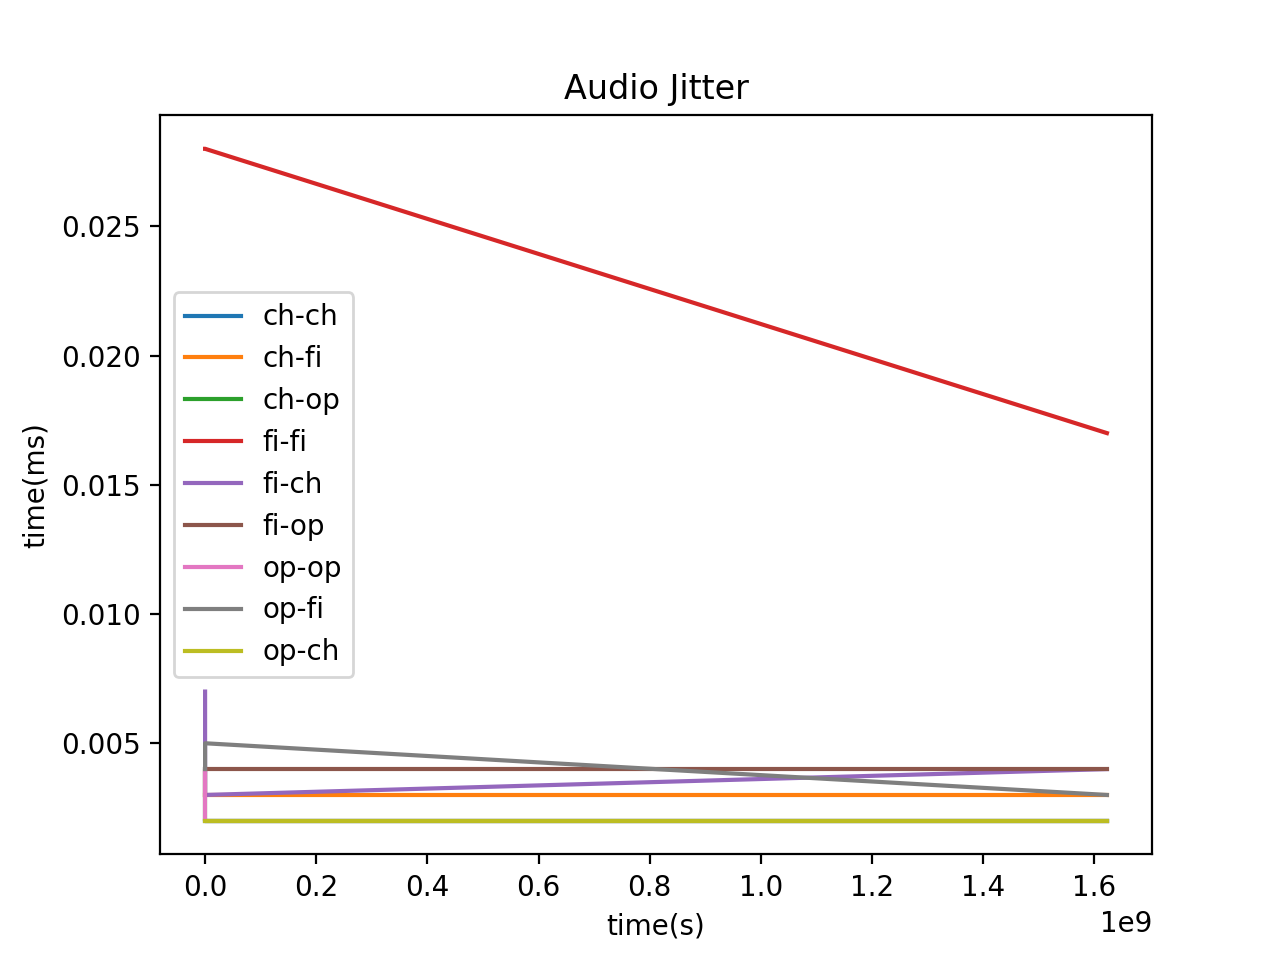 Audio Jitter
0.025
0.020
0.015
0.010
0.005
time(ms)
ch-ch
ch-fi
ch-op
fi-fi
fi-ch
fi-op
op-op
op-fi
op-ch
0.0 0.2 0.4 0.6 0.8 1.0 1.2 1.4 1.6
1e9
time(s)